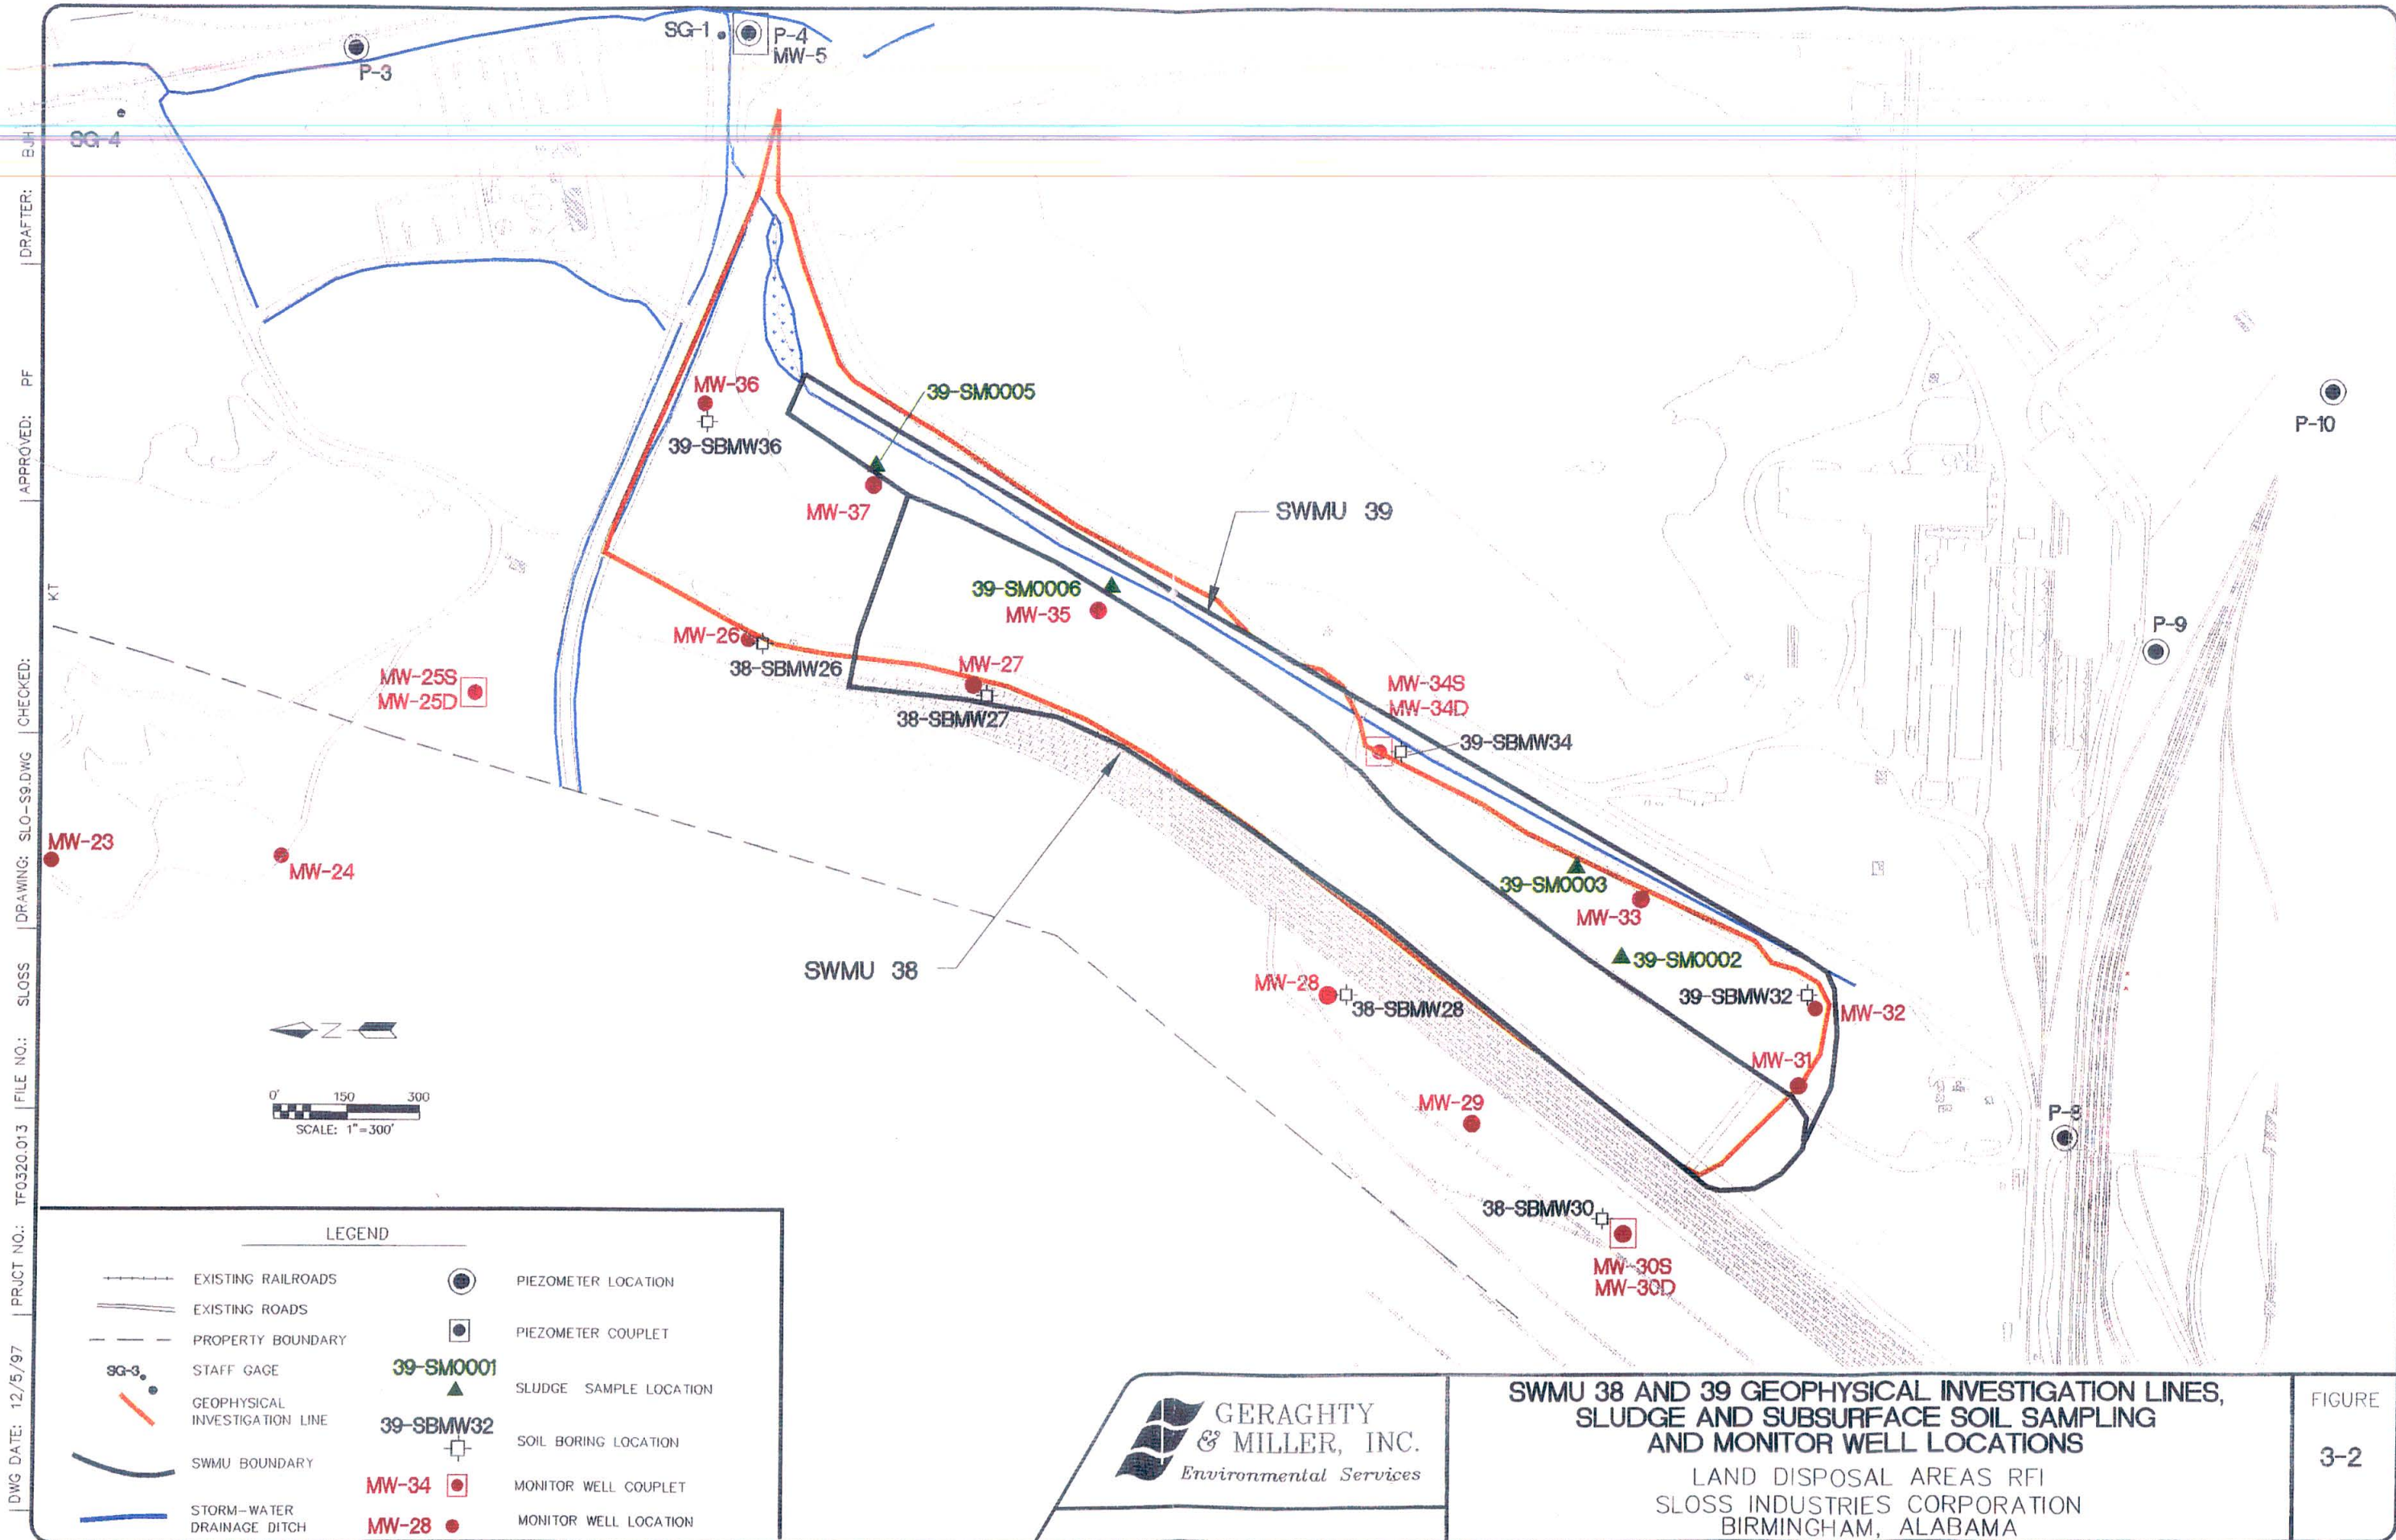 SG-1
P-4
MW-5
P-3
SG-4
MW-36
39-SBMW36
39-SM0005
MW-37
SWMU 39
P-10
39-SM0006
MW-35
MW-26
38-SBMW26
MW-27
38-SBMW27
MW-25S
MW-25D
P-9
MW-34S
MW-34D
39-SBMW34
MW-23
MW-24
39-SM0003
MW-33
39-SM0002
SWMU 38
MW-28
38-SBMW28
39-SBMW32
MW-32
MW-31
MW-29
P-8
38-SBMW30
MW-30S
MW-30D
Z
0' 150 300
SCALE: 1"=300'
LEGEND
EXISTING RAILROADS
EXISTING ROADS
PROPERTY BOUNDARY
SG-3
STAFF GAGE
GEOPHYSICAL
INVESTIGATION LINE
SWMU BOUNDARY
STORM-WATER
DRAINAGE DITCH
PIEZOMETER LOCATION
PIEZOMETER COUPLET
39-SM0001
SLUDGE SAMPLE LOCATION
39-SBMW32
SOIL BORING LOCATION
MW-34
MONITOR WELL COUPLET
MW-28
MONITOR WELL LOCATION
DWG DATE: 12/5/97 | PRJCT NO.: TF0320.013 | FILE NO.: SLOSS | DRAWING: SLO-S9.DWG | CHECKED: KT | APPROVED: PF | DRAFTER: BJH
GERAGHTY
& MILLER, INC.
Environmental Services
SWMU 38 AND 39 GEOPHYSICAL INVESTIGATION LINES,
SLUDGE AND SUBSURFACE SOIL SAMPLING
AND MONITOR WELL LOCATIONS
LAND DISPOSAL AREAS RFI
SLOSS INDUSTRIES CORPORATION
BIRMINGHAM, ALABAMA
FIGURE
3-2